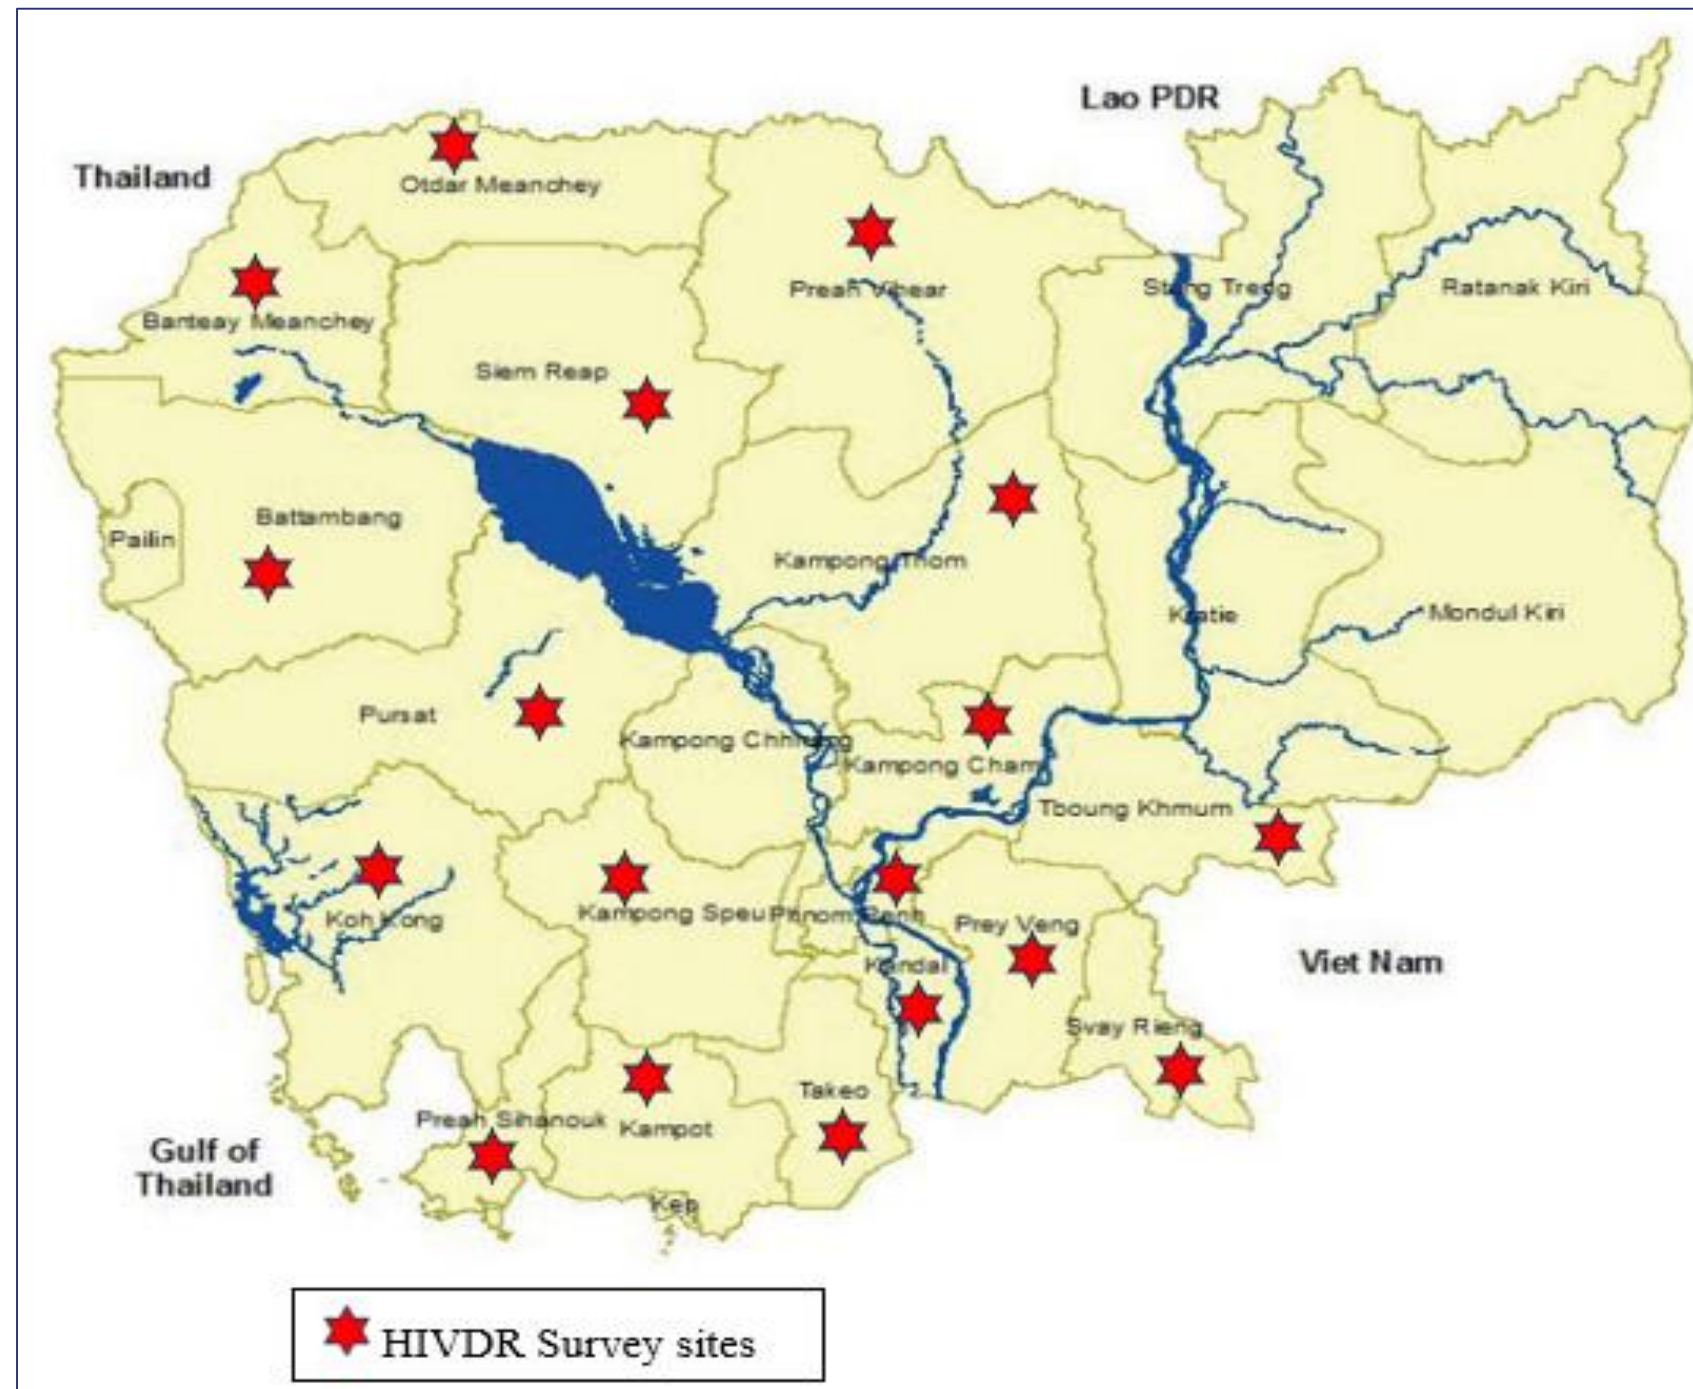 Lao PDR
Thailand
Otdar Meanchey
Preah Vihear
Stung Treng
Ratanak Kiri
Banteay Meanchey
Siem Reap
Battambang
Pailin
Kampong Thom
Kratie
Mondul Kiri
Pursat
Kampong Chhnang
Kampong Cham
Tboung Khmum
Koh Kong
Kampong Speu
Phnom Penh
Prey Veng
Kandal
Viet Nam
Svay Rieng
Takeo
Preah Sihanouk
Kampot
Gulf of
Thailand
Kep
HIVDR Survey sites